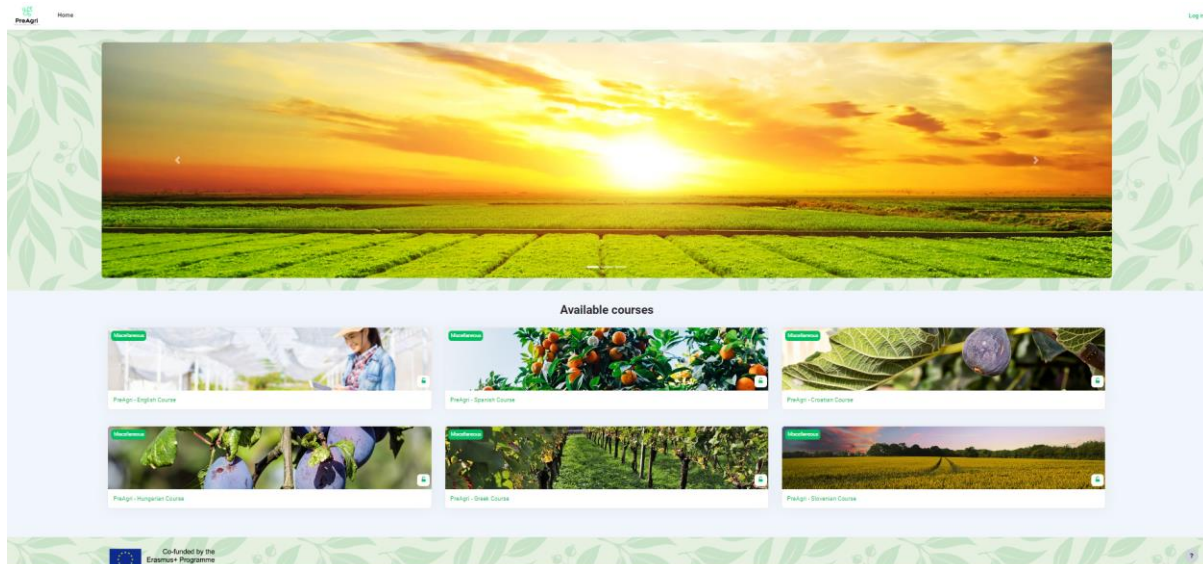 PreAgri
Home
Log in
Available courses
Miscellaneous
Miscellaneous
Miscellaneous
PreAgri - English Course
PreAgri - Spanish Course
PreAgri - Croatian Course
Miscellaneous
Miscellaneous
Miscellaneous
PreAgri - Hungarian Course
PreAgri - Greek Course
PreAgri - Slovenian Course
Co-funded by the
Erasmus+ Programme
?